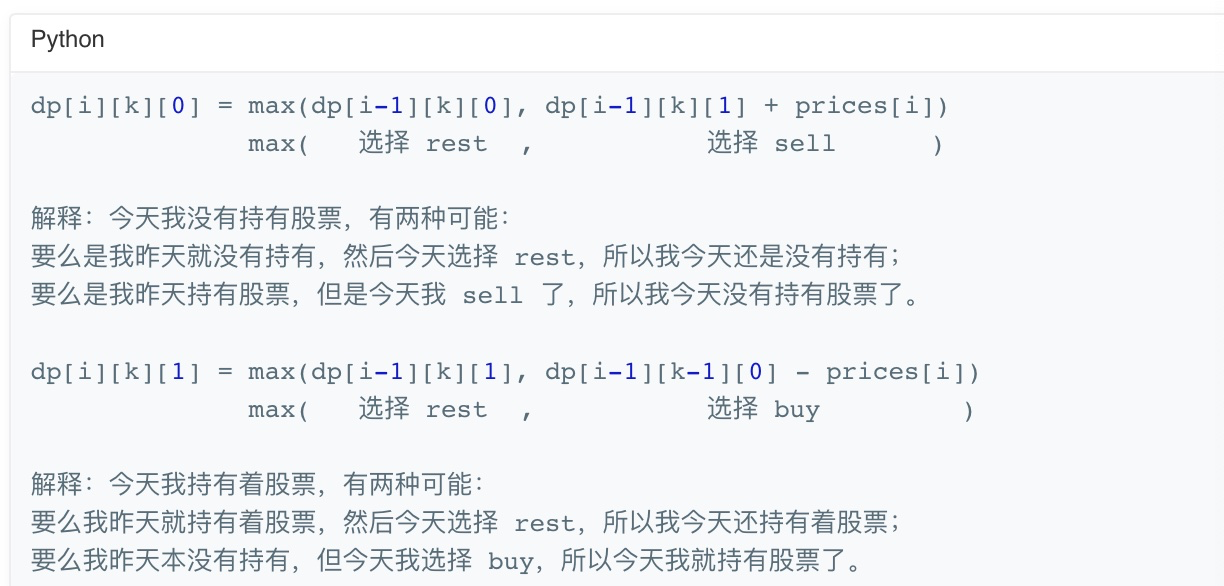 Python
dp[i][k][0] = max(dp[i-1][k][0], dp[i-1][k][1] + prices[i])
max( 选择 rest , 选择 sell )
解释：今天我没有持有股票，有两种可能：
要么是我昨天就没有持有，然后今天选择 rest，所以我今天还是没有持有；
要么是我昨天持有股票，但是今天我 sell 了，所以我今天没有持有股票了。
dp[i][k][1] = max(dp[i-1][k][1], dp[i-1][k-1][0] - prices[i])
max( 选择 rest , 选择 buy )
解释：今天我持有着股票，有两种可能：
要么我昨天就持有着股票，然后今天选择 rest，所以我今天还持有着股票；
要么我昨天本没有持有，但今天我选择 buy，所以今天我就持有股票了。